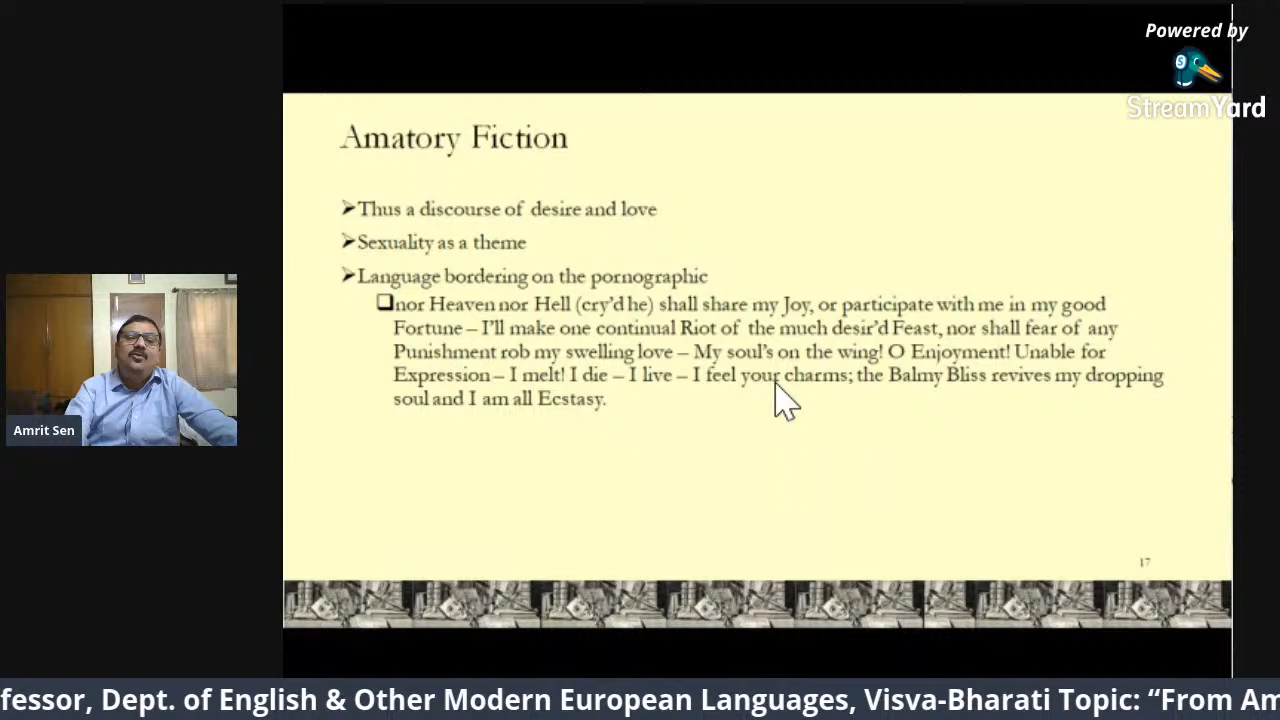 Powered by
StreamYard
Amatory Fiction
➢Thus a discourse of desire and love
➢Sexuality as a theme
➢Language bordering on the pornographic
❑nor Heaven nor Hell (cry'd he) shall share my Joy, or participate with me in my good
Fortune – I'll make one continual Riot of the much desir'd Feast, nor shall fear of any
Punishment rob my swelling love – My soul's on the wing! O Enjoyment! Unable for
Expression – I melt! I die – I live – I feel your charms; the Balmy Bliss revives my dropping
soul and I am all Ecstasy.
Amrit Sen
17
fessor, Dept. of English & Other Modern European Languages, Visva-Bharati Topic: “From Am